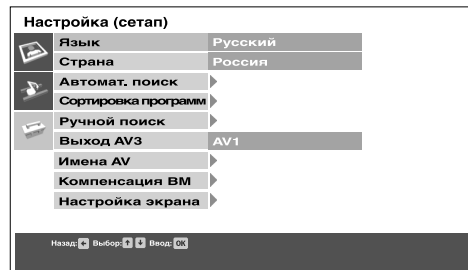 Настройка (сетап)
Язык Русский
Страна Россия
Автомат. поиск
Сортировка программ
Ручной поиск
Выход AV3 AV1
Имена AV
Компенсация ВМ
Настройка экрана
Назад: Выбор: Ввод: OK